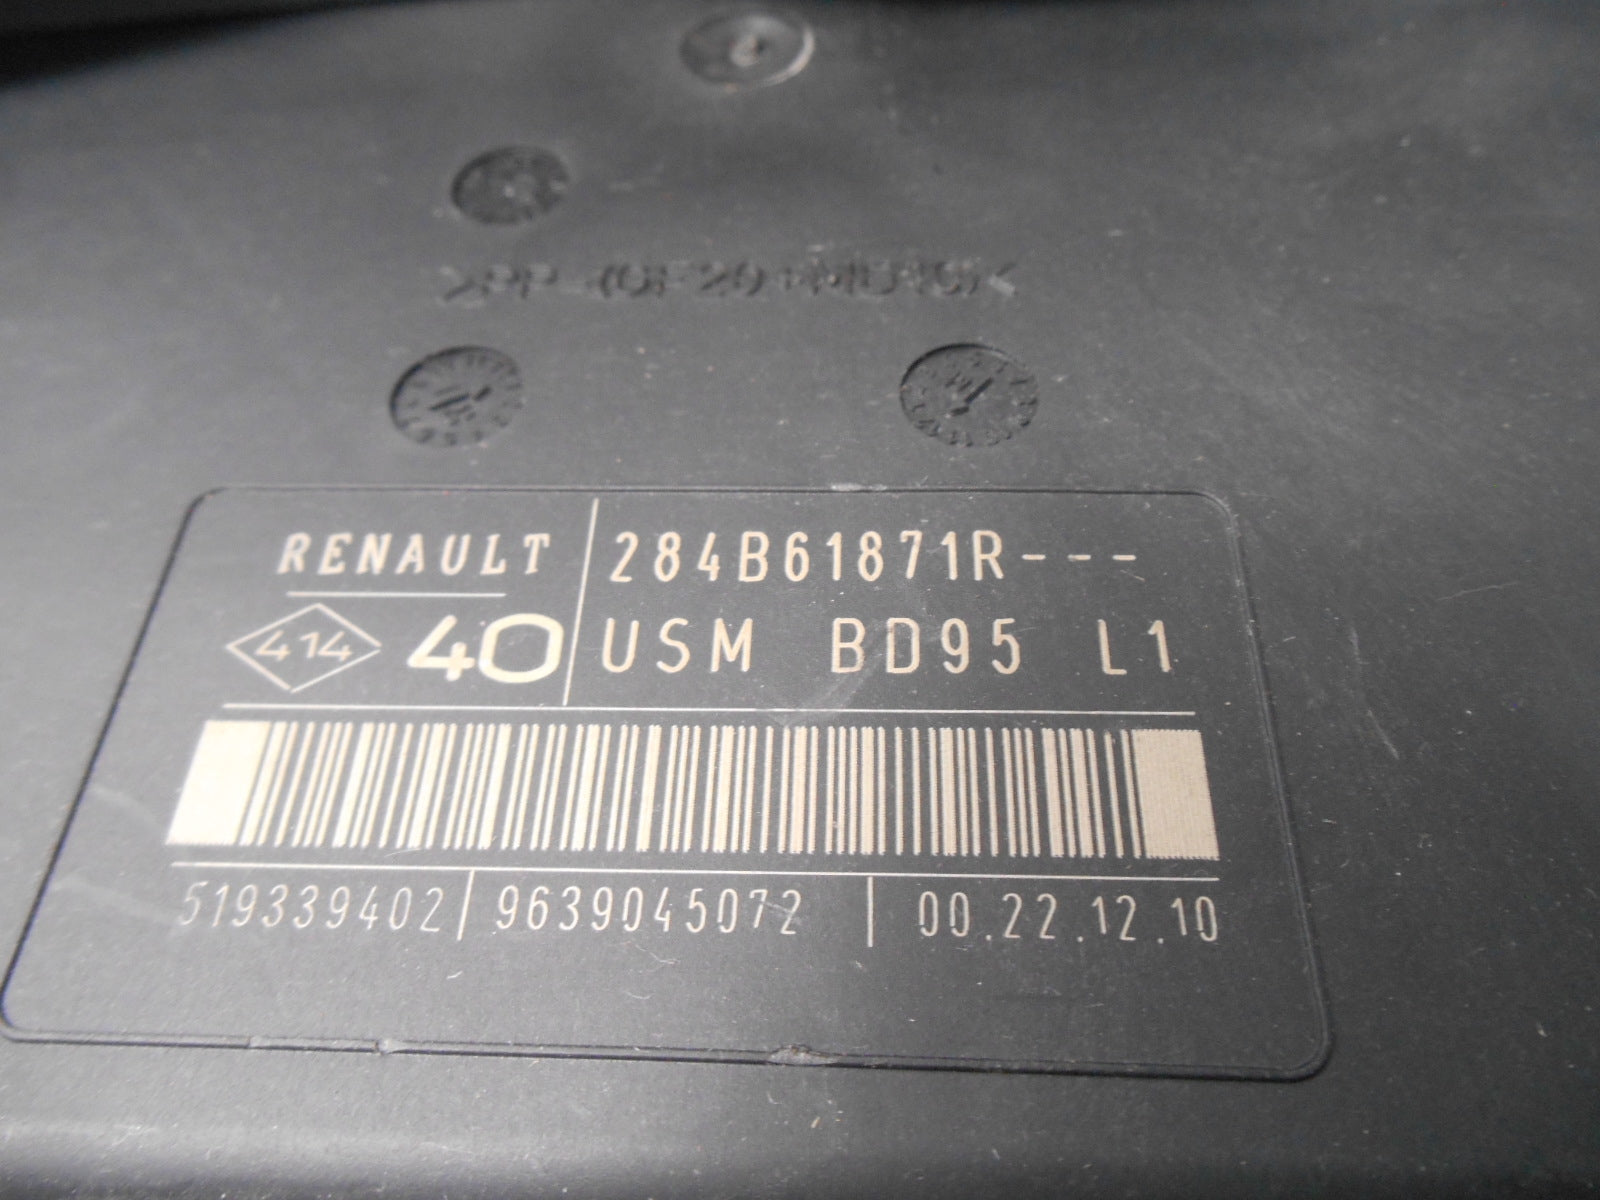 RENAULT
284B61871R---
414
40
USM BD95 L1
519339402
9639045072
00.22.12.10